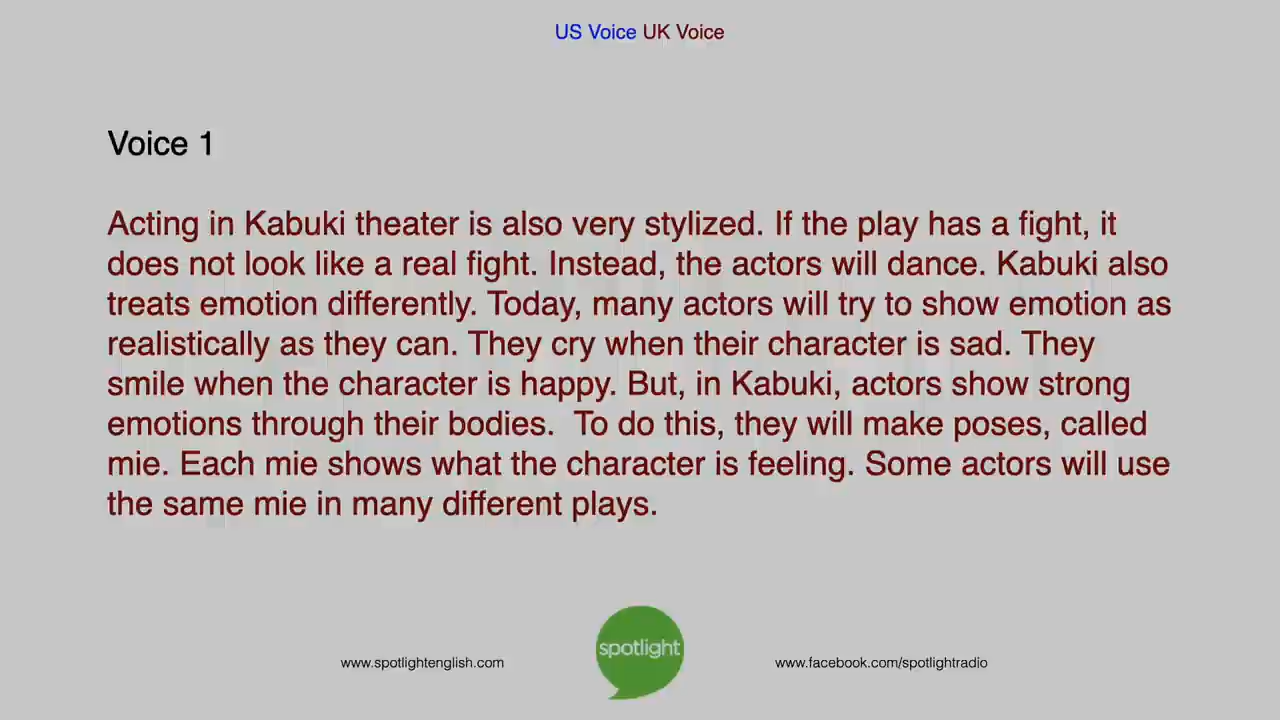 US Voice UK Voice
Voice 1
Acting in Kabuki theater is also very stylized. If the play has a fight, it
does not look like a real fight. Instead, the actors will dance. Kabuki also
treats emotion differently. Today, many actors will try to show emotion as
realistically as they can. They cry when their character is sad. They
smile when the character is happy. But, in Kabuki, actors show strong
emotions through their bodies.  To do this, they will make poses, called
mie. Each mie shows what the character is feeling. Some actors will use
the same mie in many different plays.
spotlight
www.spotlightenglish.com
www.facebook.com/spotlightradio